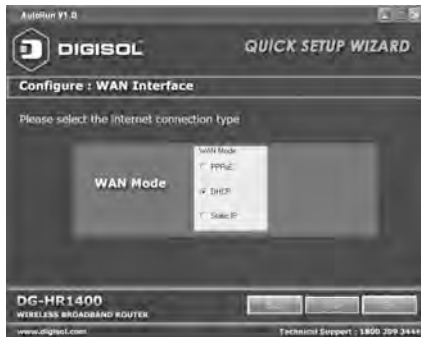 AutoRun V1.0
DIGISOL
QUICK SETUP WIZARD
Configure : WAN Interface
Please select the internet connection type
WAN Mode
WAN Mode
PPPoE
DHCP
Static IP
DG-HR1400
WIRELESS BROADBAND ROUTER
www.digisol.com
Technical Support : 1800 209 3444